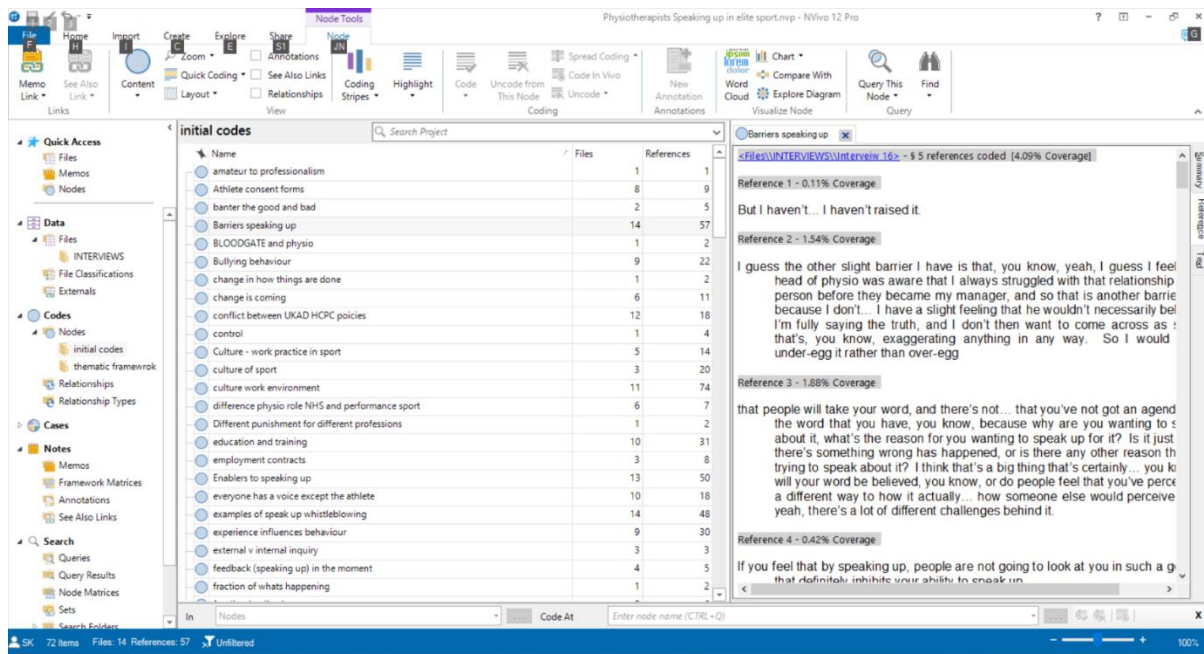 Node Tools
Physiotherapists Speaking up in elite sport.nvp - NVivo 12 Pro
File Home Import Create Explore Share Node
F H I C E S1 JN G
Memo Link
See Also Link
Links
Content
Zoom
Quick Coding
Layout
Annotations
See Also Links
Relationships
View
Coding Stripes
Highlight
Code
Uncode from This Node
Spread Coding
Code In Vivo
Uncode
Coding
New Annotation
Annotations
Word Cloud
Chart
Compare With
Explore Diagram
Visualize Node
Query This Node
Find
Query
Quick Access
Files
Memos
Nodes
Data
Files
INTERVIEWS
File Classifications
Externals
Codes
Nodes
initial codes
thematic framewrok
Relationships
Relationship Types
Cases
Notes
Memos
Framework Matrices
Annotations
See Also Links
Search
Queries
Query Results
Node Matrices
Sets
Search Folders
initial codes
Search Project
Name Files References
amateur to professionalism 1 1
Athlete consent forms 8 9
banter the good and bad 2 5
Barriers speaking up 14 57
BLOODGATE and physio 1 2
Bullying behaviour 9 22
change in how things are done 1 2
change is coming 6 11
conflict between UKAD HCPC poicies 12 18
control 1 4
Culture - work practice in sport 5 14
culture of sport 3 20
culture work environment 11 74
difference physio role NHS and performance sport 6 7
Different punishment for different professions 1 2
education and training 10 31
employment contracts 3 8
Enablers to speaking up 13 50
everyone has a voice except the athlete 10 18
examples of speak up whistleblowing 14 48
experience influences behaviour 9 30
external v internal inquiry 3 3
feedback (speaking up) in the moment 4 5
fraction of whats happening 1 2
Barriers speaking up
<Files\\INTERVIEWS\\Interveiw 16> - § 5 references coded [4.09% Coverage]
Reference 1 - 0.11% Coverage
But I haven't... I haven't raised it.
Reference 2 - 1.54% Coverage
I guess the other slight barrier I have is that, you know, yeah, I guess I feel
head of physio was aware that I always struggled with that relationship
person before they became my manager, and so that is another barrie
because I don't... I have a slight feeling that he wouldn't necessarily bel
I'm fully saying the truth, and I don't then want to come across as
that's, you know, exaggerating anything in any way. So I would
under-egg it rather than over-egg
Reference 3 - 1.88% Coverage
that people will take your word, and there's not... that you've not got an agend
the word that you have, you know, because why are you wanting to s
about it, what's the reason for you wanting to speak up for it? Is it just
there's something wrong has happened, or is there any other reason th
trying to speak about it? I think that's a big thing that's certainly... you k
will your word be believed, you know, or do people feel that you've perce
a different way to how it actually... how someone else would perceive
yeah, there's a lot of different challenges behind it.
Reference 4 - 0.42% Coverage
If you feel that by speaking up, people are not going to look at you in such a g
that definitely inhibits your ability to speak up
Summary
Reference
Text
In Nodes Code At Enter node name (CTRL+Q)
SK 72 Items Files: 14 References: 57 Unfiltered 100%